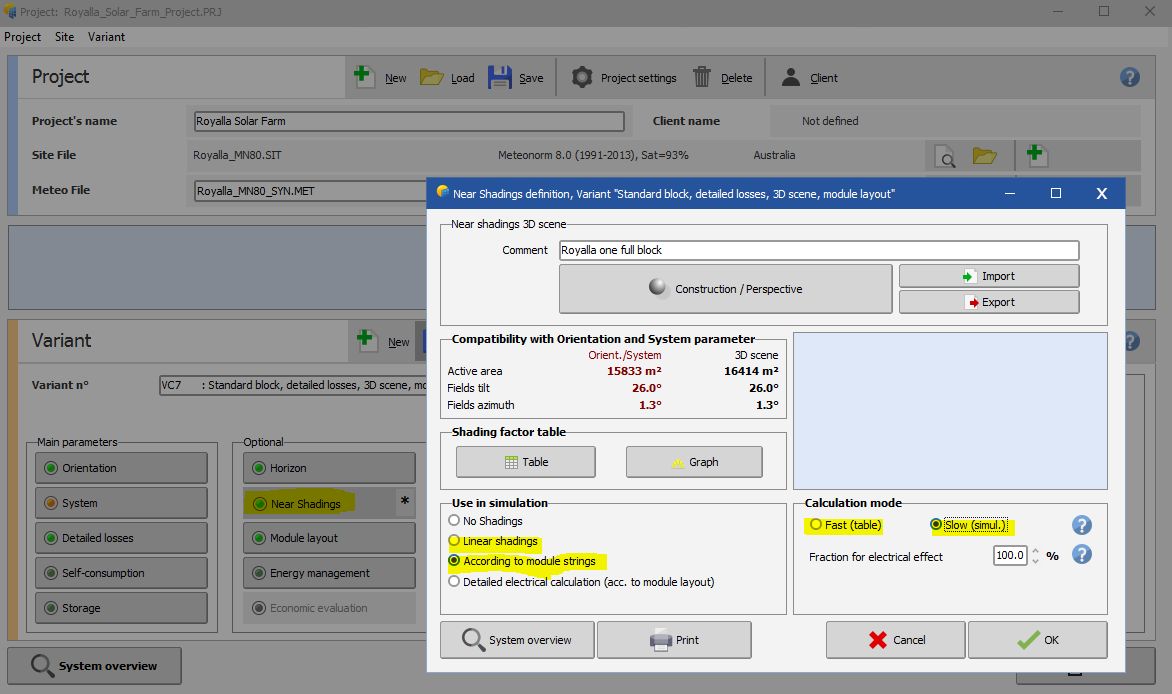 Project: Royalla_Solar_Farm_Project.PRJ
Project Site Variant
Project New Load Save Project settings Delete Client ?
Project's name Royalla Solar Farm Client name Not defined
Site File Royalla_MN80.SIT Meteonorm 8.0 (1991-2013), Sat=93% Australia
Meteo File Royalla_MN80_SYN.MET
Variant New ?
Variant n° VC7 : Standard block, detailed losses, 3D scene, mo
Main parameters
Orientation
System
Detailed losses
Self-consumption
Storage
Optional
Horizon
Near Shadings *
Module layout
Energy management
Economic evaluation
System overview
Near Shadings definition, Variant "Standard block, detailed losses, 3D scene, module layout" X
Near shadings 3D scene
Comment Royalla one full block
Construction / Perspective
Import
Export
Compatibility with Orientation and System parameter
Orient./System 3D scene
Active area 15833 m² 16414 m²
Fields tilt 26.0° 26.0°
Fields azimuth 1.3° 1.3°
Shading factor table
Table Graph
Use in simulation
No Shadings
Linear shadings
According to module strings
Detailed electrical calculation (acc. to module layout)
Calculation mode
Fast (table) Slow (simul.) ?
Fraction for electrical effect 100.0 % ?
System overview Print Cancel OK